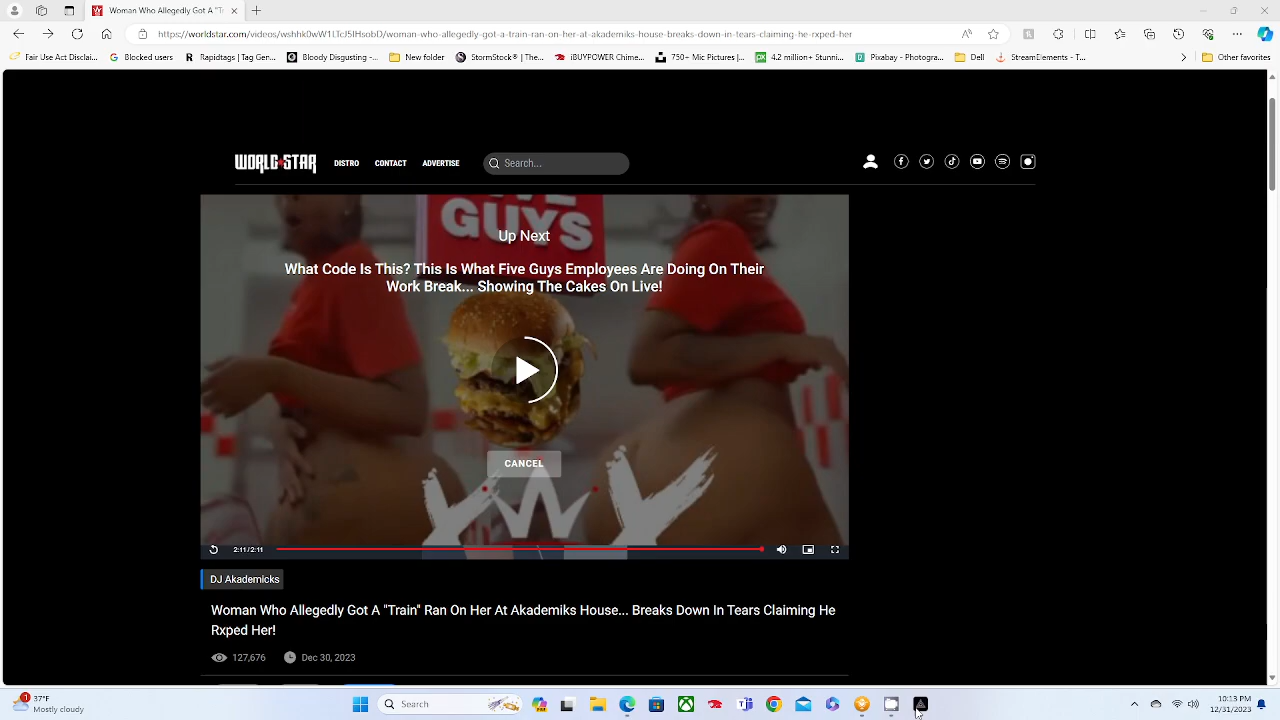 Woman Who Allegedly Got A "Tr
https://worldstar.com/videos/wshhk0wW1LTcJ5IHsobD/woman-who-allegedly-got-a-train-ran-on-her-at-akademiks-house-breaks-down-in-tears-claiming-he-rxped-her
Fair Use Act Discla... Blocked users Rapidtags | Tag Gen... Bloody Disgusting -... New folder StormStock® | The... iBUYPOWER Chime... 750+ Mic Pictures |... 4.2 million+ Stunni... Pixabay - Photogra... Dell StreamElements - T... Other favorites
WORLDSTAR DISTRO CONTACT ADVERTISE Search...
FIVE
GUYS
Up Next
What Code Is This? This Is What Five Guys Employees Are Doing On Their
Work Break... Showing The Cakes On Live!
CANCEL
YWY
2:11/2:11
DJ Akademicks
Woman Who Allegedly Got A "Train" Ran On Her At Akademiks House... Breaks Down In Tears Claiming He
Rxped Her!
127,676 Dec 30, 2023
1 37°F
Mostly cloudy
Search
10:13 PM
12/31/2023